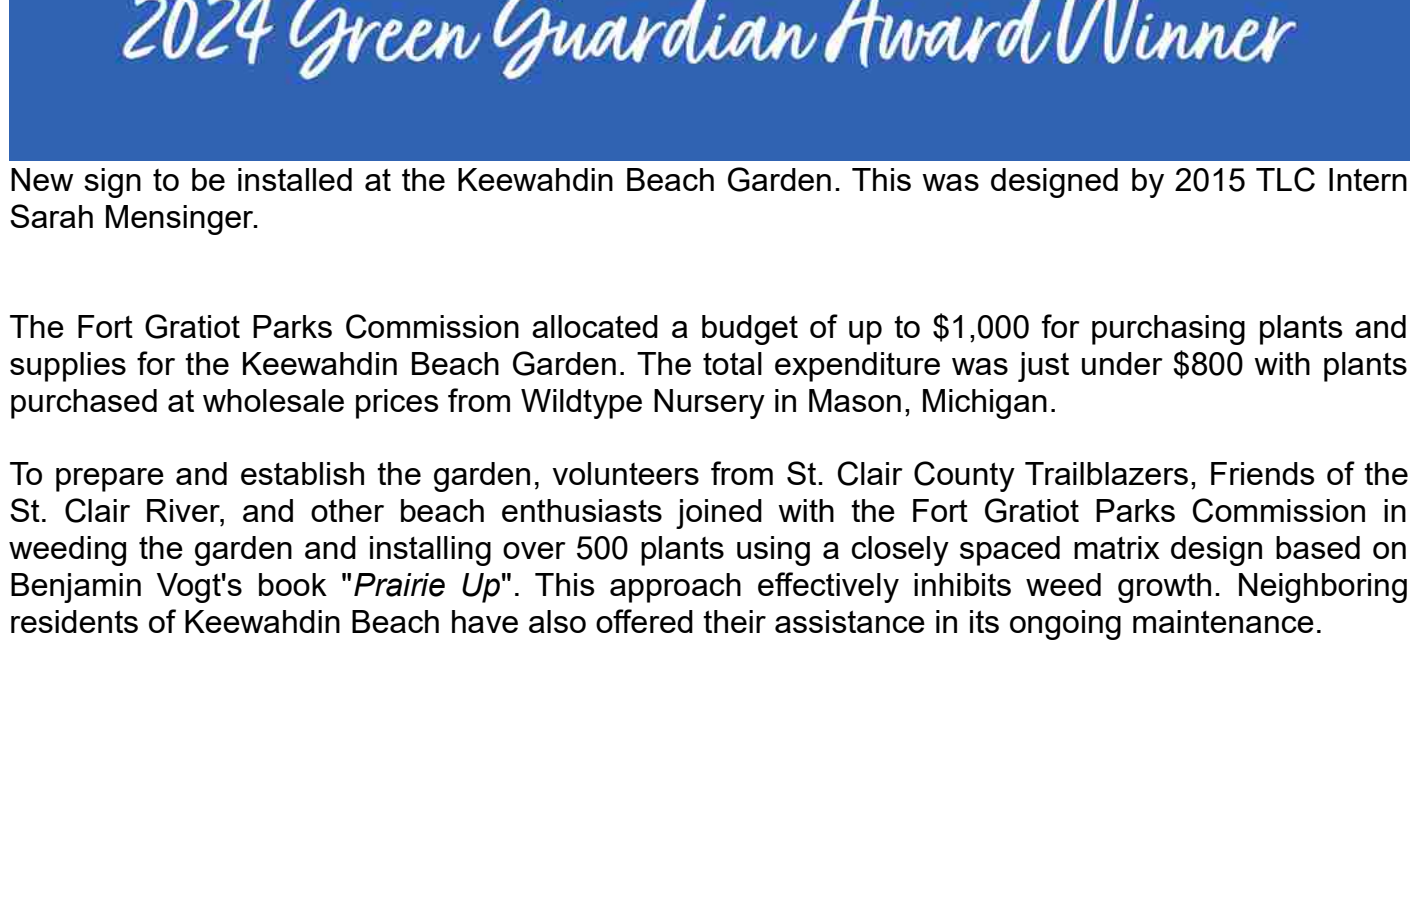 2024 Green Guardian Award Winner
New sign to be installed at the Keewahdin Beach Garden. This was designed by 2015 TLC Intern
Sarah Mensinger.
The Fort Gratiot Parks Commission allocated a budget of up to $1,000 for purchasing plants and
supplies for the Keewahdin Beach Garden. The total expenditure was just under $800 with plants
purchased at wholesale prices from Wildtype Nursery in Mason, Michigan.
To prepare and establish the garden, volunteers from St. Clair County Trailblazers, Friends of the
St. Clair River, and other beach enthusiasts joined with the Fort Gratiot Parks Commission in
weeding the garden and installing over 500 plants using a closely spaced matrix design based on
Benjamin Vogt's book "Prairie Up". This approach effectively inhibits weed growth. Neighboring
residents of Keewahdin Beach have also offered their assistance in its ongoing maintenance.